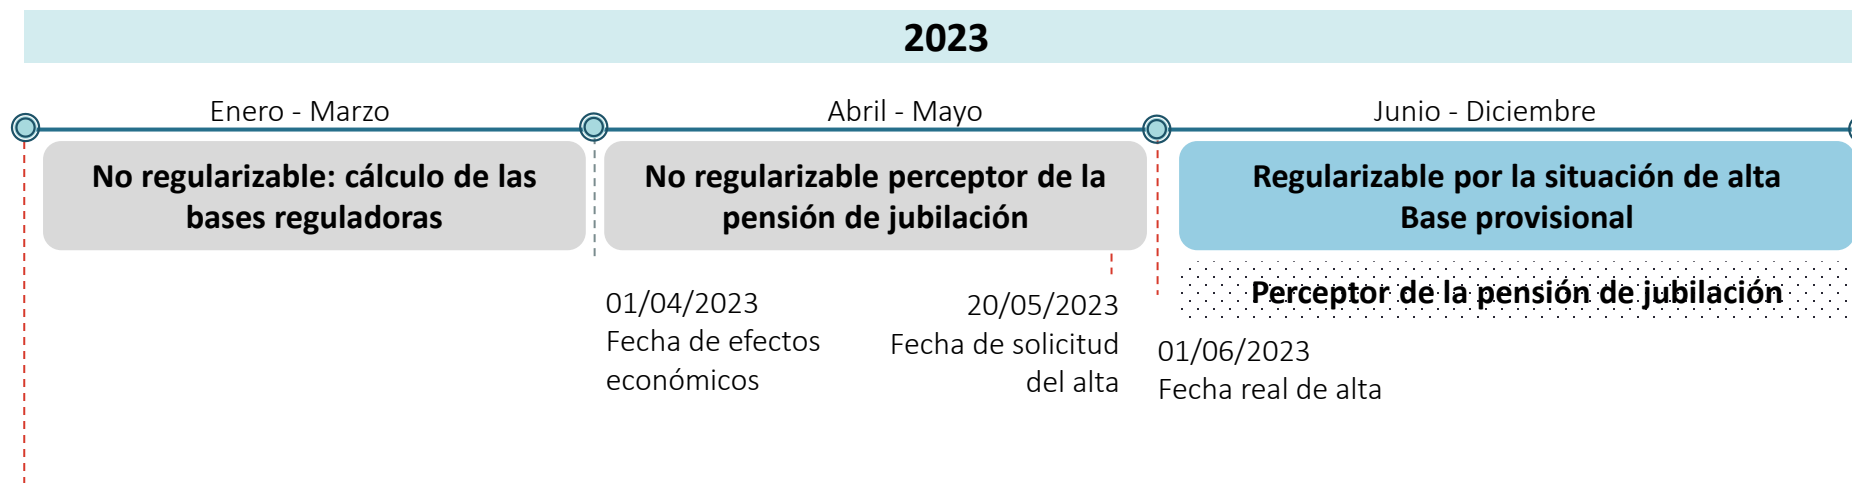 2023
Enero - Marzo
Abril - Mayo
Junio - Diciembre
No regularizable: cálculo de las
bases reguladoras
No regularizable perceptor de la
pensión de jubilación
Regularizable por la situación de alta
Base provisional
Perceptor de la pensión de jubilación
01/04/2023
Fecha de efectos
económicos
20/05/2023
Fecha de solicitud
del alta
01/06/2023
Fecha real de alta